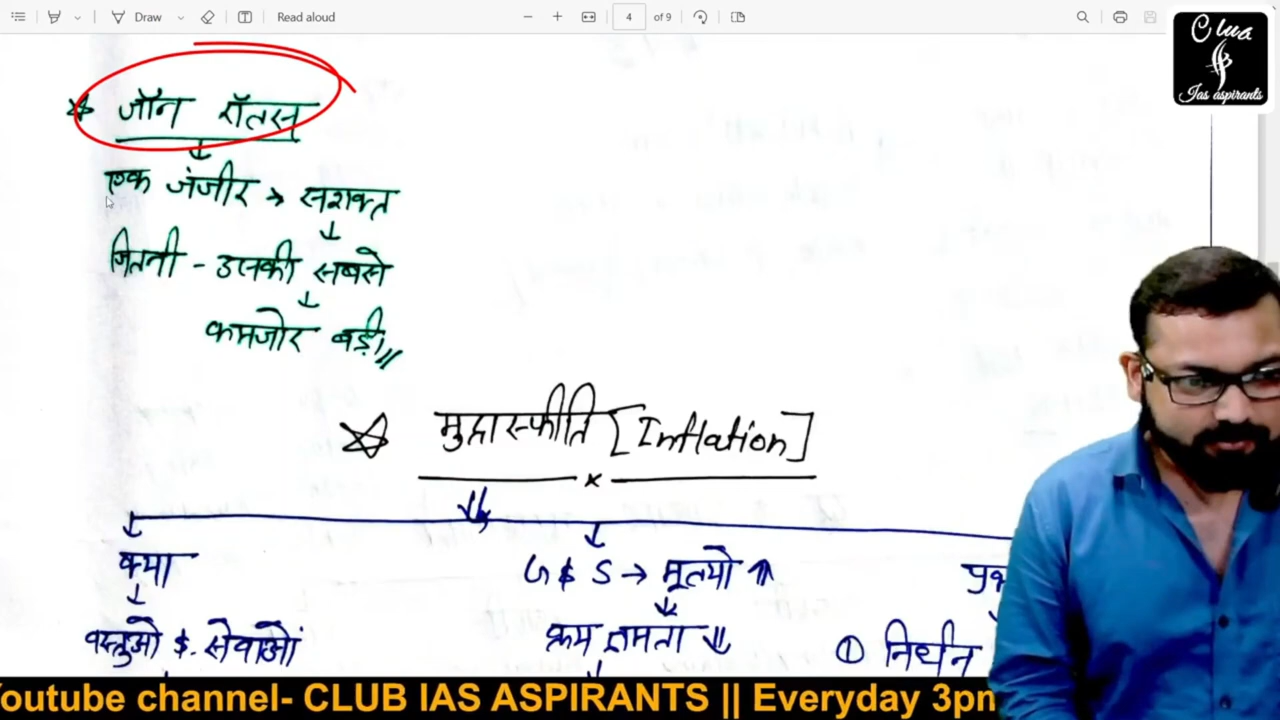 Draw
Read aloud
4 of 9
Club
Ias aspirants
जॉन रॉलस
एक जंजीर → सशक्त
जितनी - उसकी सबसे
कमजोर कड़ी
मुद्रास्फीति [Inflation]
क्या
G & S → मूल्यो
वस्तुओ & सेवाओं
क्रय क्षमता
① निर्धन
Youtube channel- CLUB IAS ASPIRANTS || Everyday 3pm